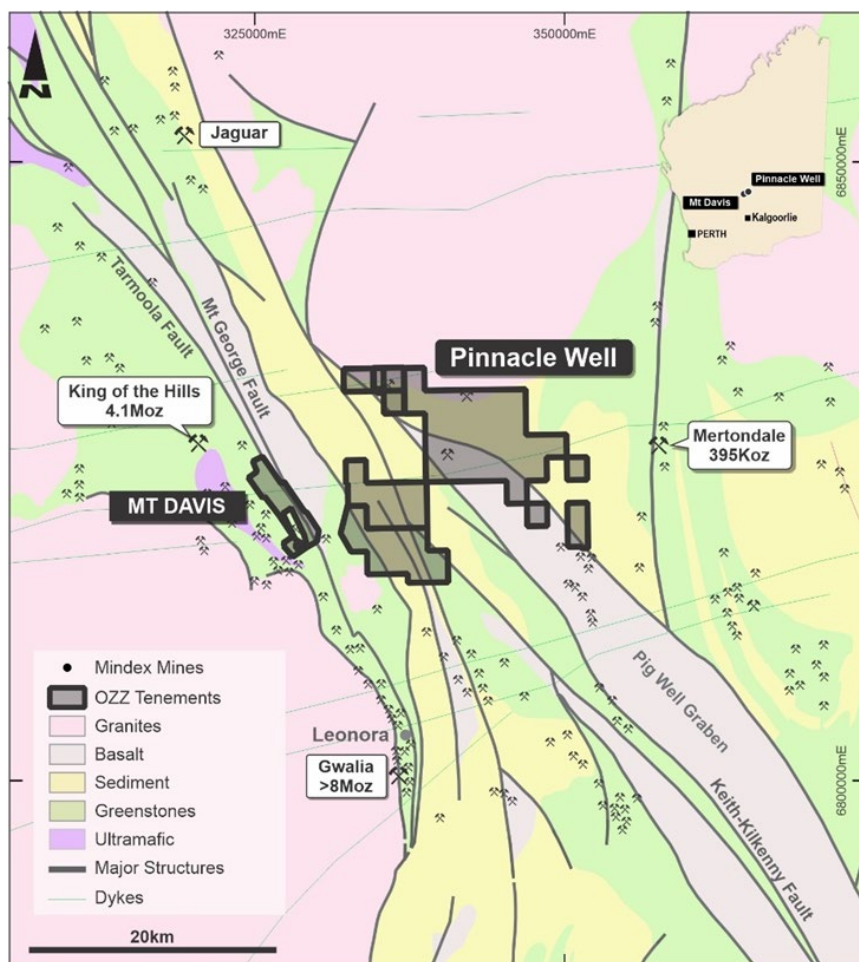 325000mE
350000mE
N
Jaguar
6850000mE
Pinnacle Well
Mt Davis
Kalgoorlie
PERTH
Tarmoola Fault
Mt George Fault
Pinnacle Well
King of the Hills
4.1Moz
Mertondale
395Koz
MT DAVIS
Pig Well Graben
Leonora
Gwalia
>8Moz
Keith-Kilkenny Fault
6800000mE
Mindex Mines
OZZ Tenements
Granites
Basalt
Sediment
Greenstones
Ultramafic
Major Structures
Dykes
20km